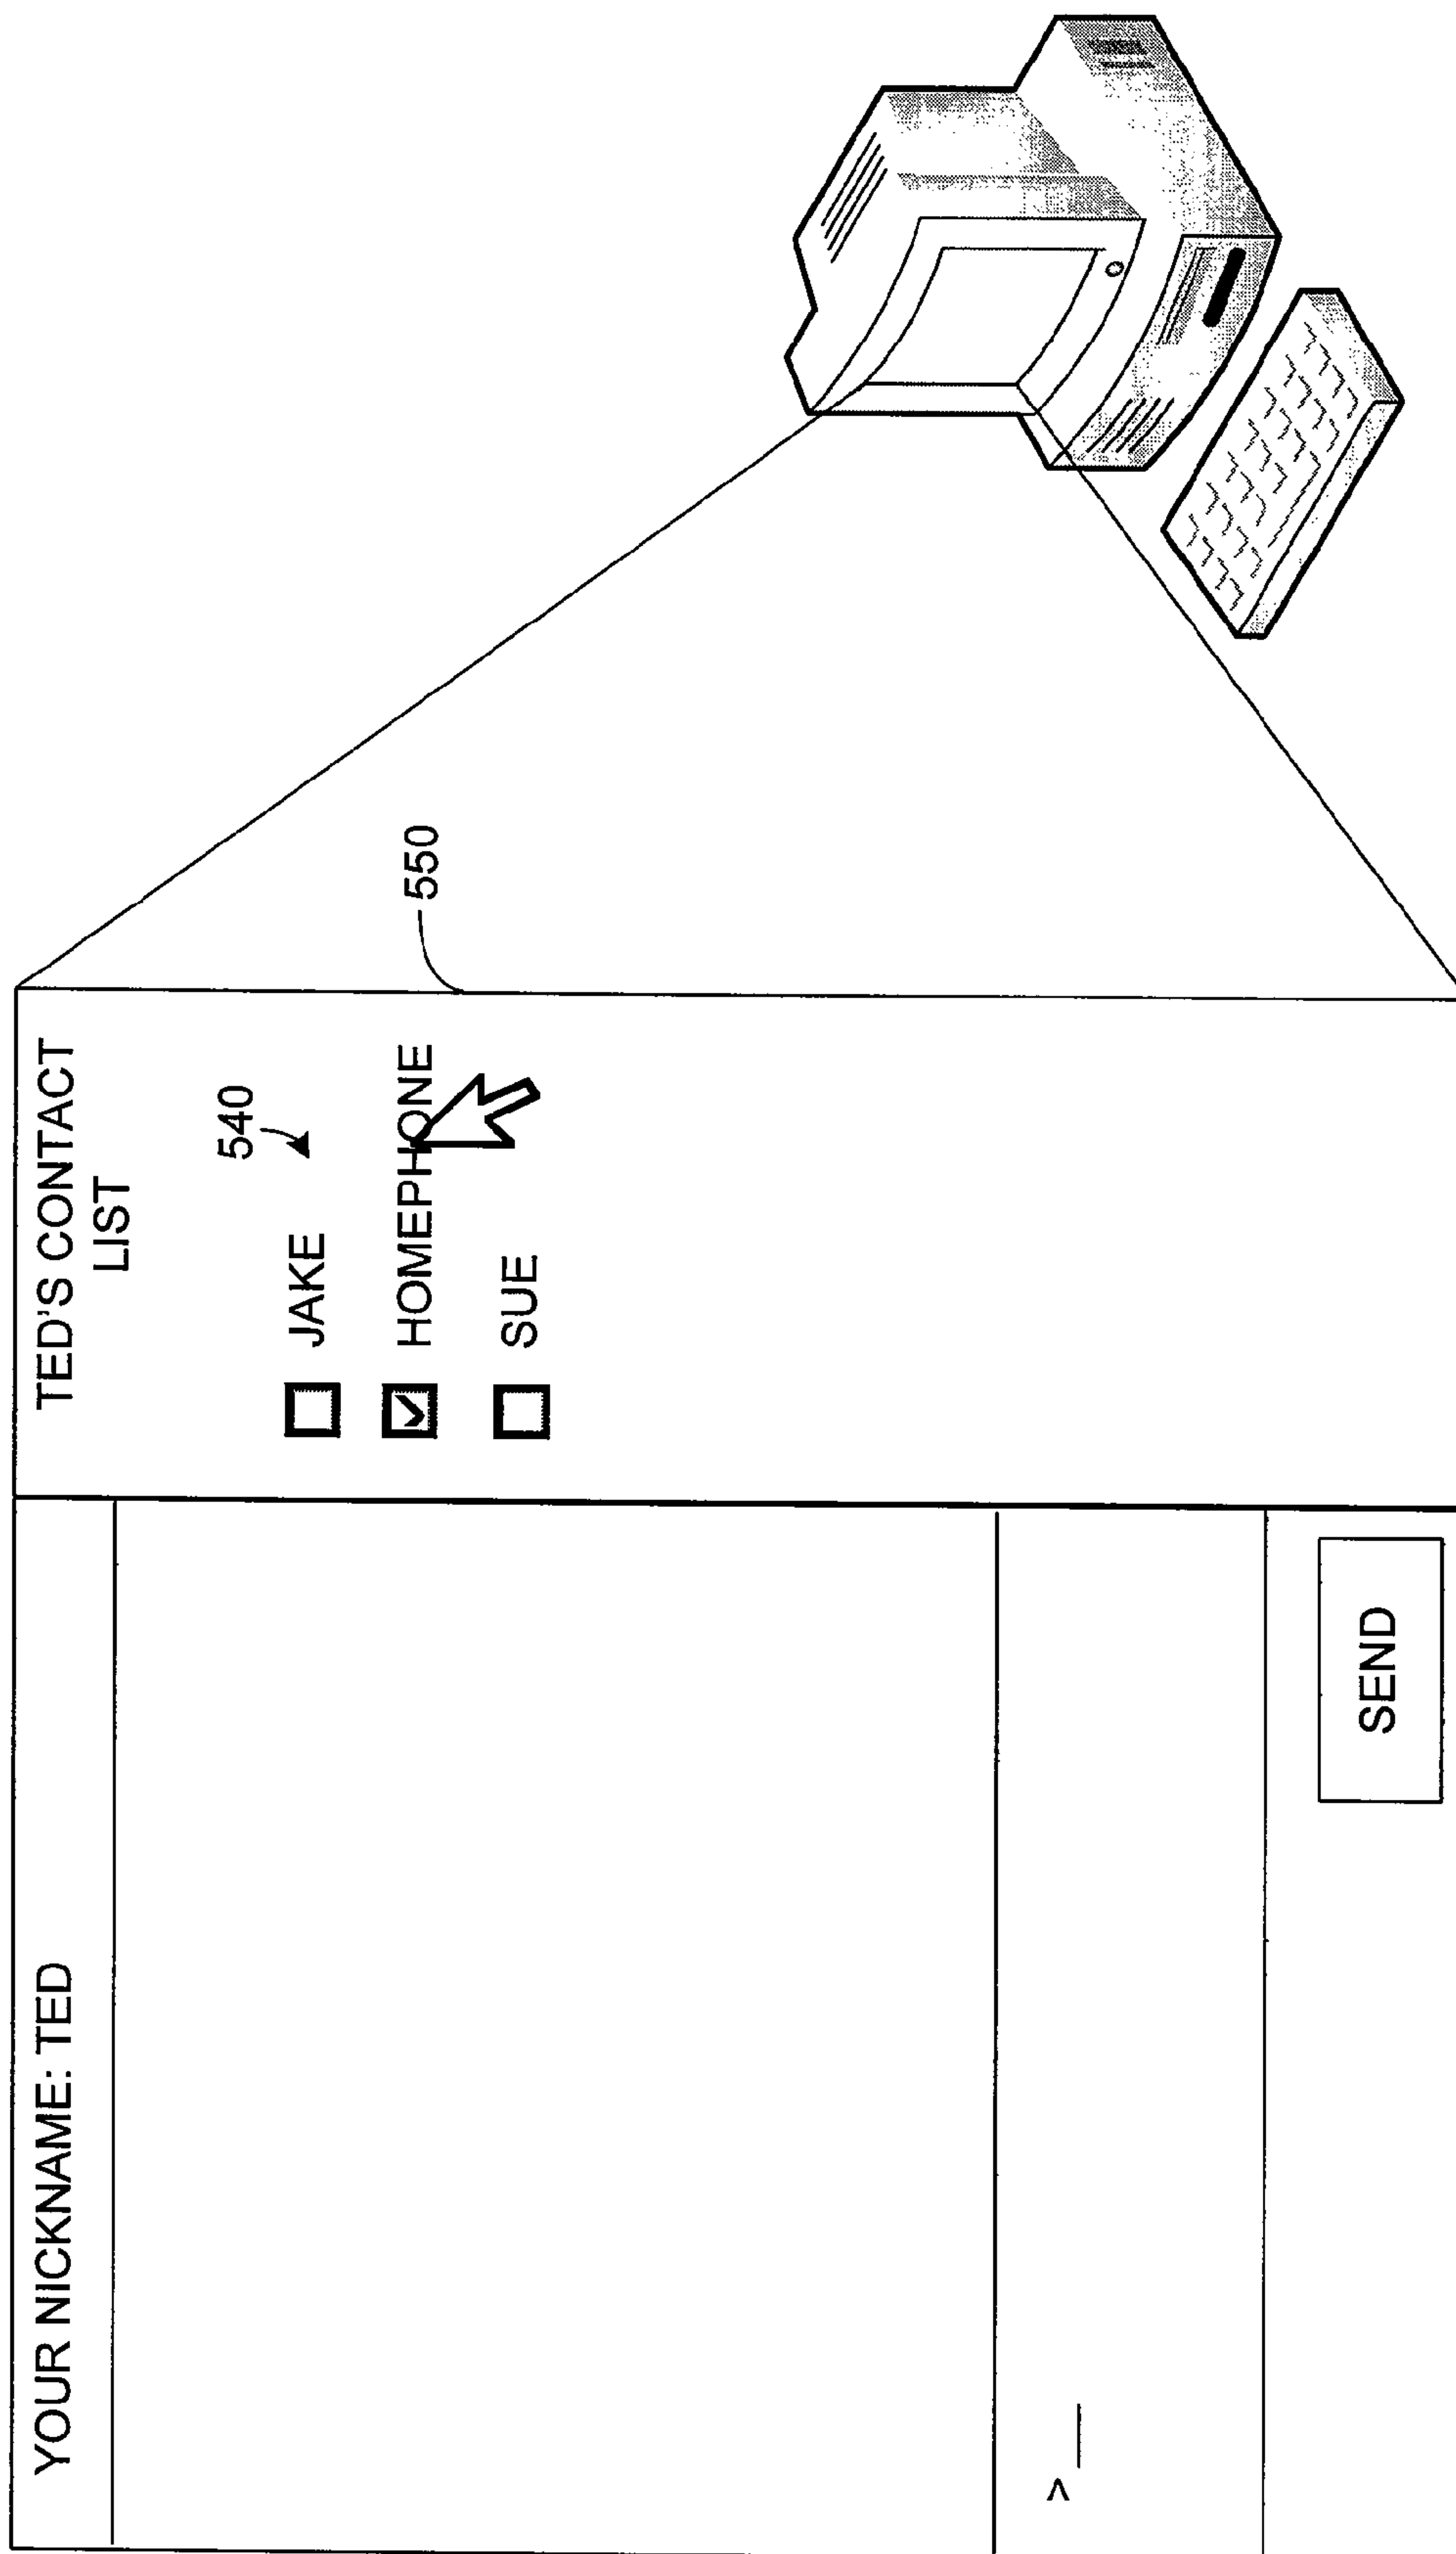 YOUR NICKNAME: TED
>_
SEND
TED'S CONTACT
LIST
540
JAKE
HOMEPHONE
SUE
550